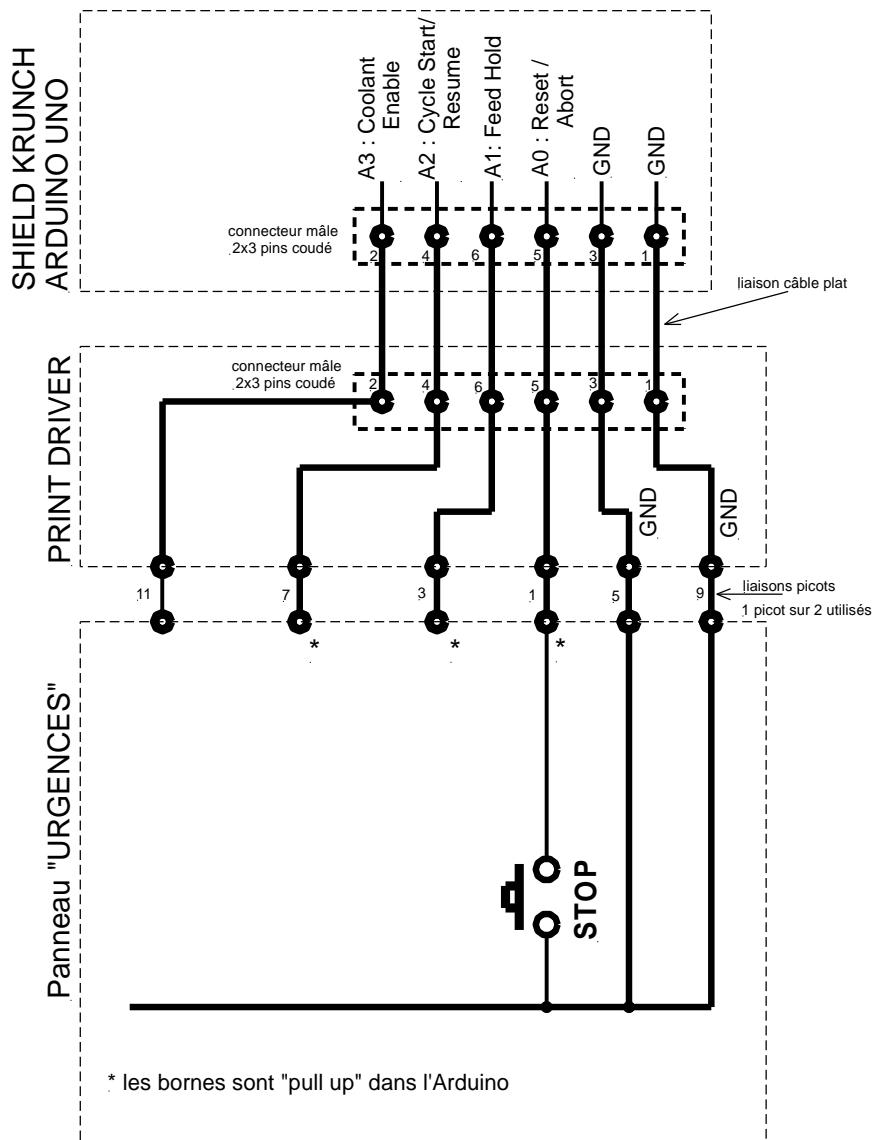 SHIELD KRUNCH
ARDUINO UNO
A3 : Coolant
Enable
A2 : Cycle Start/
Resume
A1: Feed Hold
A0 : Reset /
Abort
GND
GND
connecteur mâle
2x3 pins coudé
2
4
6
5
3
1
liaison câble plat
PRINT DRIVER
connecteur mâle
2x3 pins coudé
2
4
6
5
3
1
GND
GND
11
7
3
1
5
9
liaisons picots
1 picot sur 2 utilisés
*
*
*
Panneau "URGENCES"
STOP
* les bornes sont "pull up" dans l'Arduino